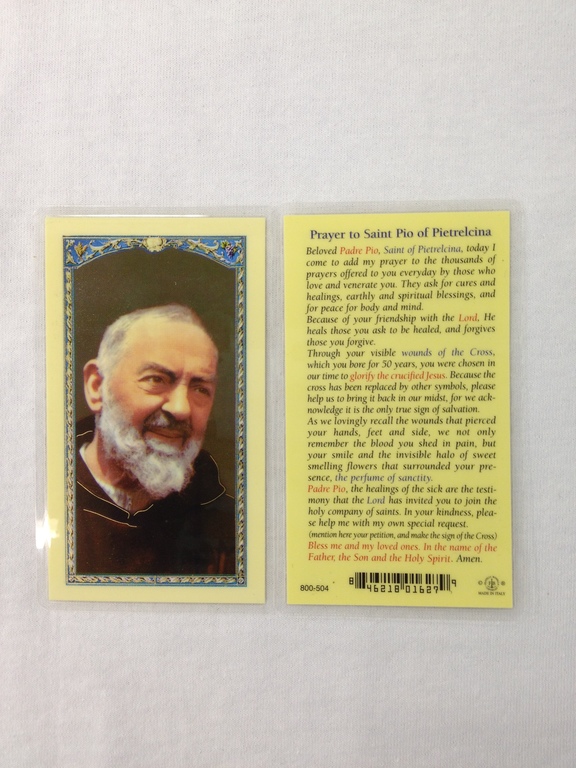 Prayer to Saint Pio of Pietrelcina
Beloved Padre Pio, Saint of Pietrelcina, today I
come to add my prayer to the thousands of
prayers offered to you everyday by those who
love and venerate you. They ask for cures and
healings, earthly and spiritual blessings, and
for peace for body and mind.
Because of your friendship with the Lord, He
heals those you ask to be healed, and forgives
those you forgive.
Through your visible wounds of the Cross,
which you bore for 50 years, you were chosen in
our time to glorify the crucified Jesus. Because the
cross has been replaced by other symbols, please
help us to bring it back in our midst, for we ack-
nowledge it is the only true sign of salvation.
As we lovingly recall the wounds that pierced
your hands, feet and side, we not only
remember the blood you shed in pain, but
your smile and the invisible halo of sweet
smelling flowers that surrounded your pre-
sence, the perfume of sanctity.
Padre Pio, the healings of the sick are the testi-
mony that the Lord has invited you to join the
holy company of saints. In your kindness, plea-
se help me with my own special request.
(mention here your petition, and make the sign of the Cross)
Bless me and my loved ones. In the name of the
Father, the Son and the Holy Spirit. Amen.
800-504
8 46218 01627 9
MADE IN ITALY